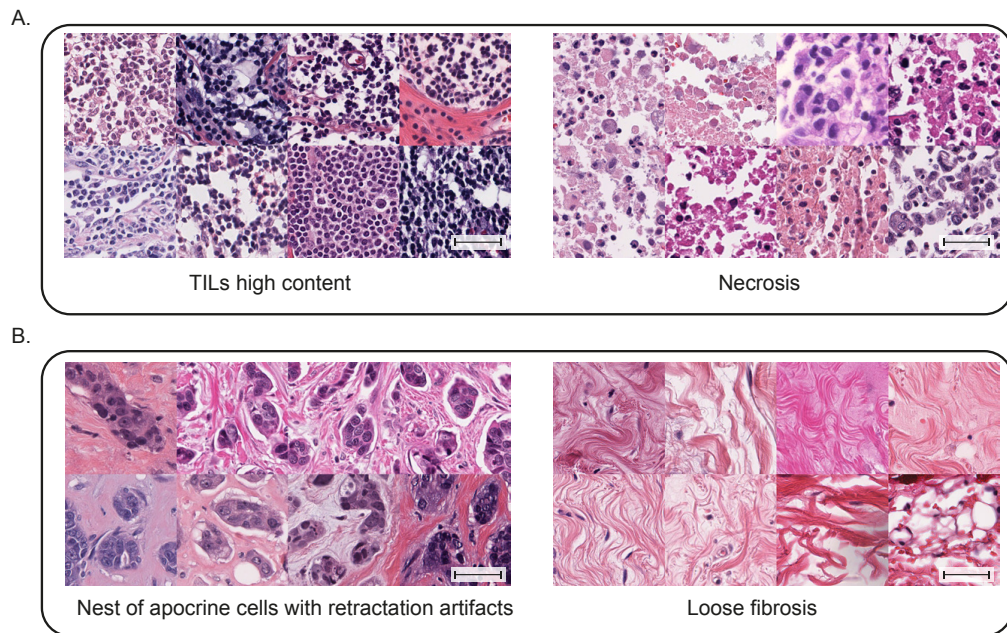 A.
TILs high content
Necrosis
B.
Nest of apocrine cells with retractation artifacts
Loose fibrosis